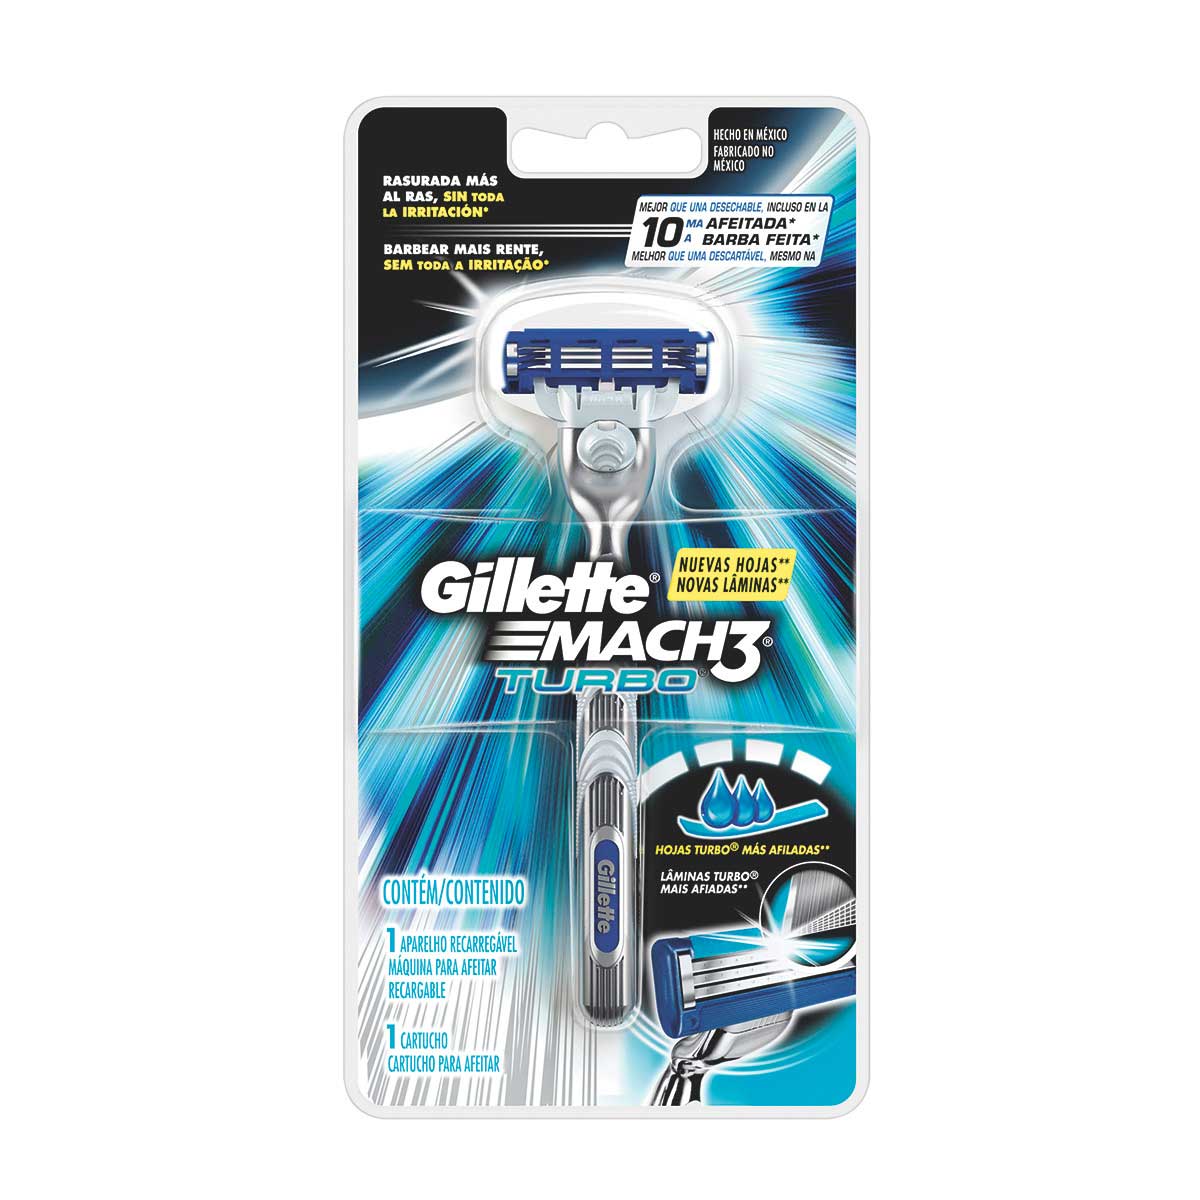 RASURADA MÁS
AL RAS, SIN TODA
LA IRRITACIÓN*
BARBEAR MAIS RENTE,
SEM TODA A IRRITAÇÃO*
HECHO EN MÉXICO
FABRICADO NO
MÉXICO
MEJOR QUE UNA DESECHABLE, INCLUSO EN LA
10 MA AFEITADA*
A BARBA FEITA*
MELHOR QUE UMA DESCARTÁVEL, MESMO NA
Gillette®
NUEVAS HOJAS**
NOVAS LÂMINAS**
MACH3®
TURBO®
HOJAS TURBO® MÁS AFILADAS**
LÂMINAS TURBO®
MAIS AFIADAS**
Gillette
CONTÉM/CONTENIDO
1 APARELHO RECARREGÁVEL
MÁQUINA PARA AFEITAR
RECARGABLE
1 CARTUCHO
CARTUCHO PARA AFEITAR